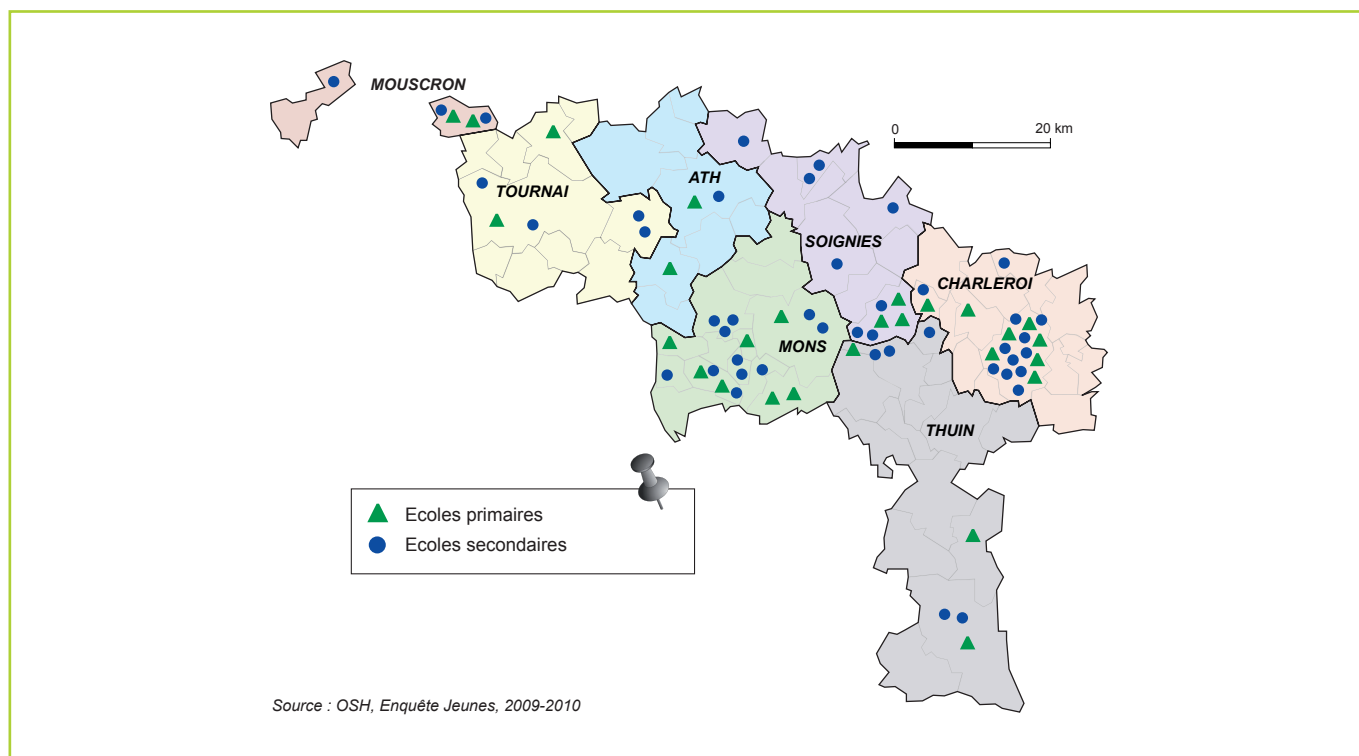 MOUSCRON
0 20 km
ATH
TOURNAI
SOIGNIES
CHARLEROI
MONS
THUIN
Ecoles primaires
Ecoles secondaires
Source : OSH, Enquête Jeunes, 2009-2010